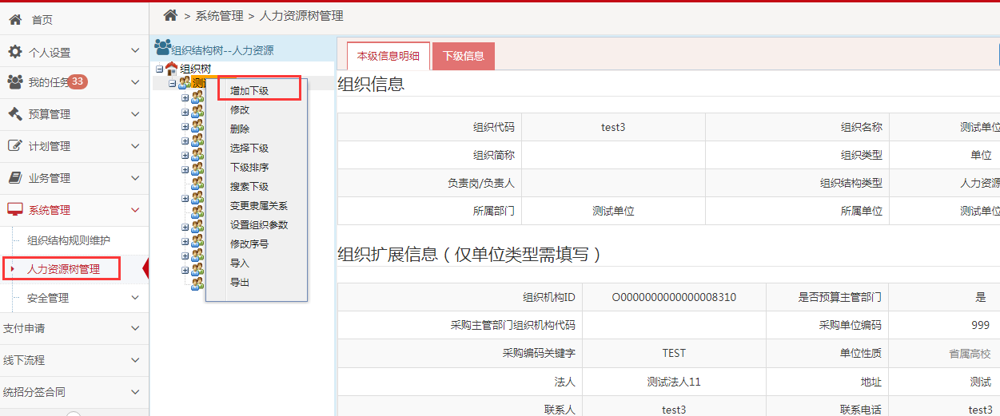 首页
个人设置
我的任务 33
预算管理
计划管理
业务管理
系统管理
组织结构规则维护
人力资源树管理
安全管理
支付申请
线下流程
统招分签合同
> 系统管理 > 人力资源树管理
组织结构树--人力资源
组织树
增加下级
修改
删除
选择下级
下级排序
搜索下级
变更隶属关系
设置组织参数
修改序号
导入
导出
本级信息明细 下级信息
组织信息
组织代码 test3 组织名称 测试单位
组织简称 组织类型 单位
负责岗/负责人 组织结构类型 人力资源
所属部门 测试单位 所属单位 测试单位
组织扩展信息（仅单位类型需填写）
组织机构ID O0000000000000008310 是否预算主管部门 是
采购主管部门组织机构代码 采购单位编码 999
采购编码关键字 TEST 单位性质 省属高校
法人 测试法人11 地址 测试
联系人 test3 联系电话 test3